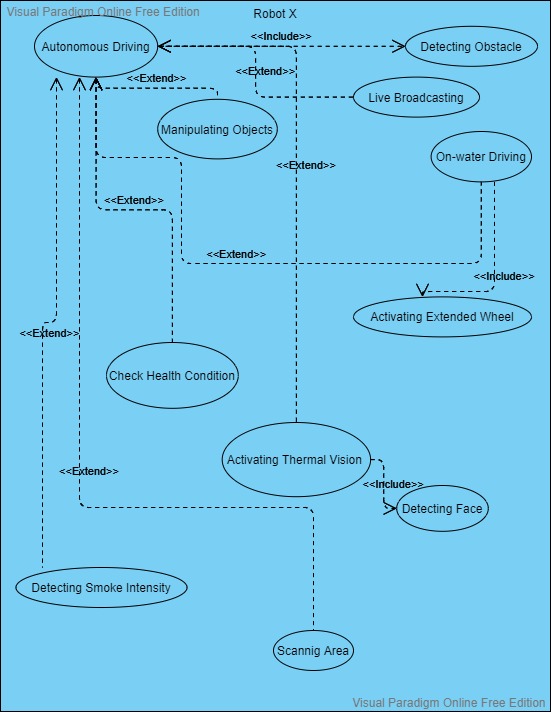 Visual Paradigm Online Free Edition
Robot X
Autonomous Driving
<<Include>>
Detecting Obstacle
<<Extend>>
<<Extend>>
Live Broadcasting
Manipulating Objects
On-water Driving
<<Extend>>
<<Extend>>
<<Extend>>
<<Include>>
Activating Extended Wheel
<<Extend>>
Check Health Condition
Activating Thermal Vision
<<Extend>>
<<Include>>
Detecting Face
Detecting Smoke Intensity
Scannig Area
Visual Paradigm Online Free Edition